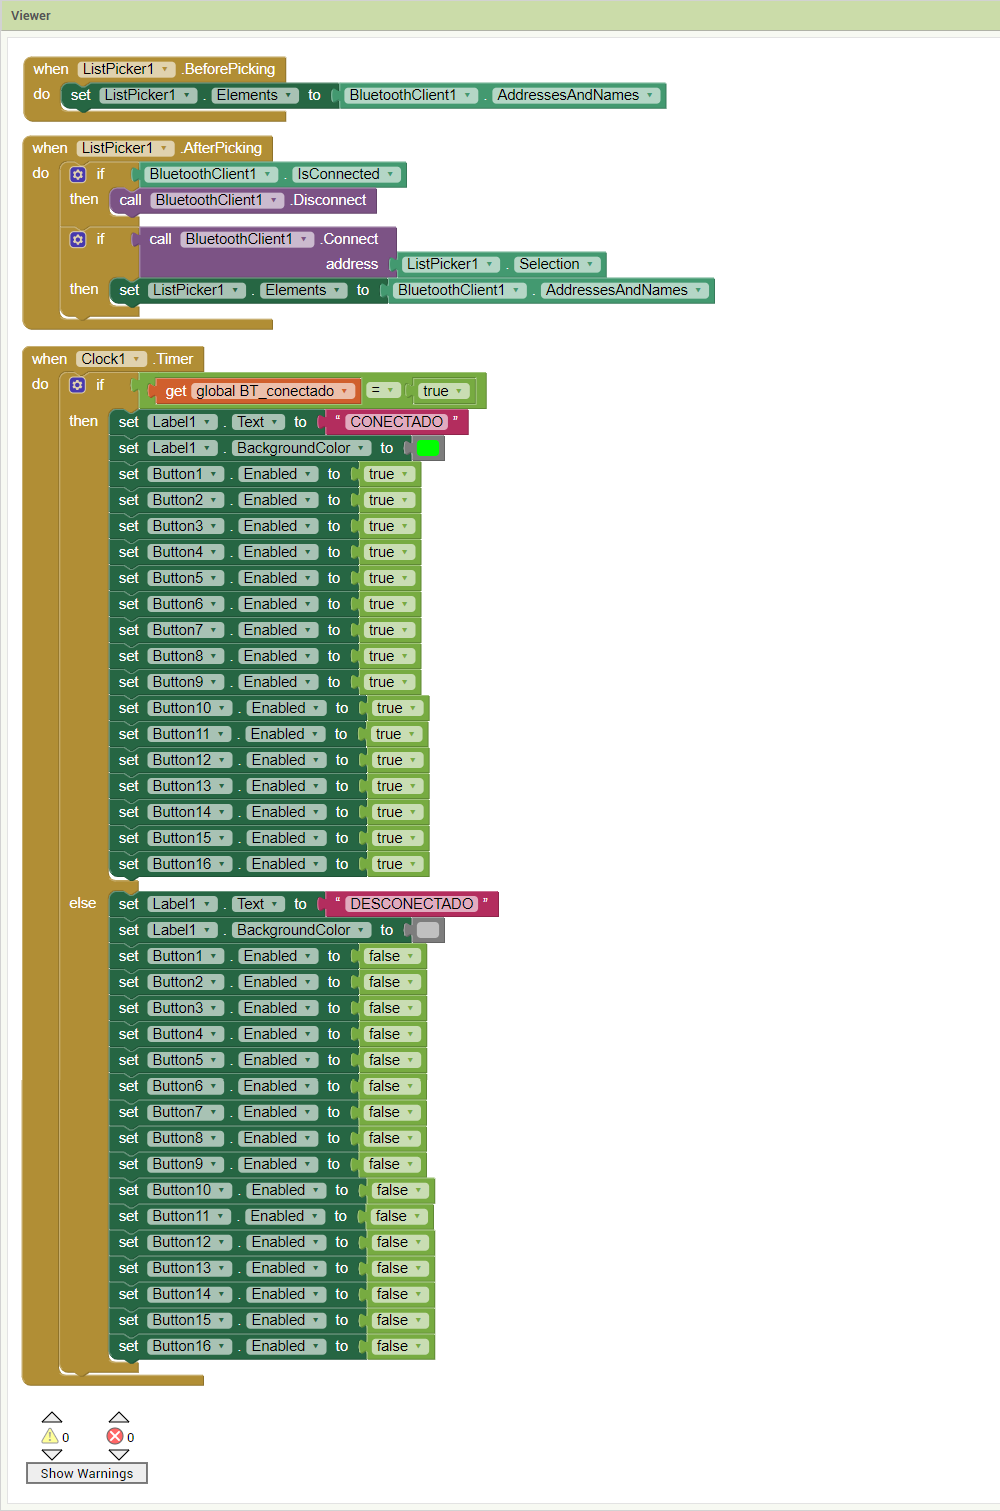 Viewer
when ListPicker1 .BeforePicking
do set ListPicker1 . Elements to BluetoothClient1 . AddressesAndNames
when ListPicker1 .AfterPicking
do if BluetoothClient1 . IsConnected
then call BluetoothClient1 .Disconnect
if call BluetoothClient1 .Connect
address ListPicker1 . Selection
then set ListPicker1 . Elements to BluetoothClient1 . AddressesAndNames
when Clock1 .Timer
do if get global BT_conectado = true
then set Label1 . Text to “ CONECTADO ”
set Label1 . BackgroundColor to
set Button1 . Enabled to true
set Button2 . Enabled to true
set Button3 . Enabled to true
set Button4 . Enabled to true
set Button5 . Enabled to true
set Button6 . Enabled to true
set Button7 . Enabled to true
set Button8 . Enabled to true
set Button9 . Enabled to true
set Button10 . Enabled to true
set Button11 . Enabled to true
set Button12 . Enabled to true
set Button13 . Enabled to true
set Button14 . Enabled to true
set Button15 . Enabled to true
set Button16 . Enabled to true
else set Label1 . Text to “ DESCONECTADO ”
set Label1 . BackgroundColor to
set Button1 . Enabled to false
set Button2 . Enabled to false
set Button3 . Enabled to false
set Button4 . Enabled to false
set Button5 . Enabled to false
set Button6 . Enabled to false
set Button7 . Enabled to false
set Button8 . Enabled to false
set Button9 . Enabled to false
set Button10 . Enabled to false
set Button11 . Enabled to false
set Button12 . Enabled to false
set Button13 . Enabled to false
set Button14 . Enabled to false
set Button15 . Enabled to false
set Button16 . Enabled to false
0 0
Show Warnings